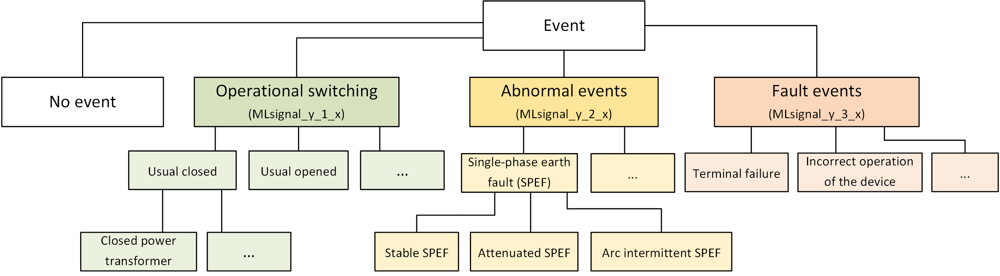 Event
No event
Operational switching
(MLsignal_y_1_x)
Abnormal events
(MLsignal_y_2_x)
Fault events
(MLsignal_y_3_x)
Usual closed
Usual opened
...
Single-phase earth
fault (SPEF)
...
Terminal failure
Incorrect operation
of the device
...
Closed power
transformer
...
Stable SPEF
Attenuated SPEF
Arc intermittent SPEF